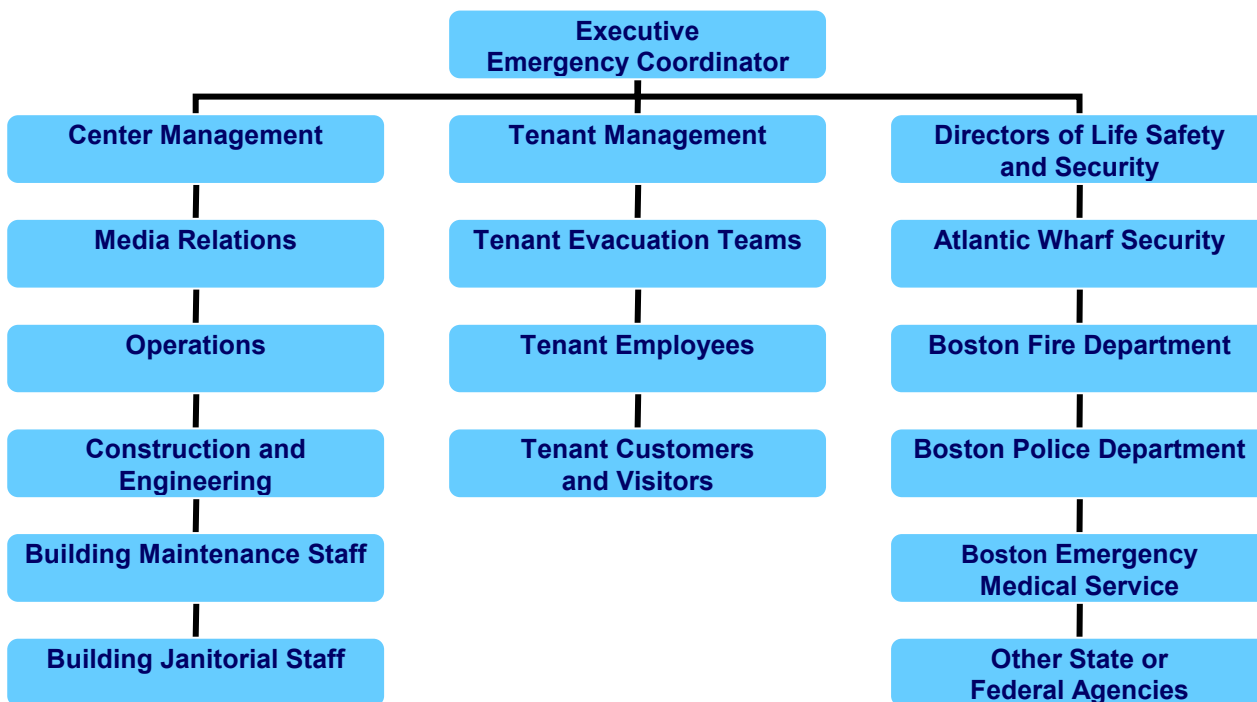 Executive
Emergency Coordinator
Center Management
Tenant Management
Directors of Life Safety
and Security
Media Relations
Tenant Evacuation Teams
Atlantic Wharf Security
Operations
Tenant Employees
Boston Fire Department
Construction and
Engineering
Tenant Customers
and Visitors
Boston Police Department
Building Maintenance Staff
Boston Emergency
Medical Service
Building Janitorial Staff
Other State or
Federal Agencies